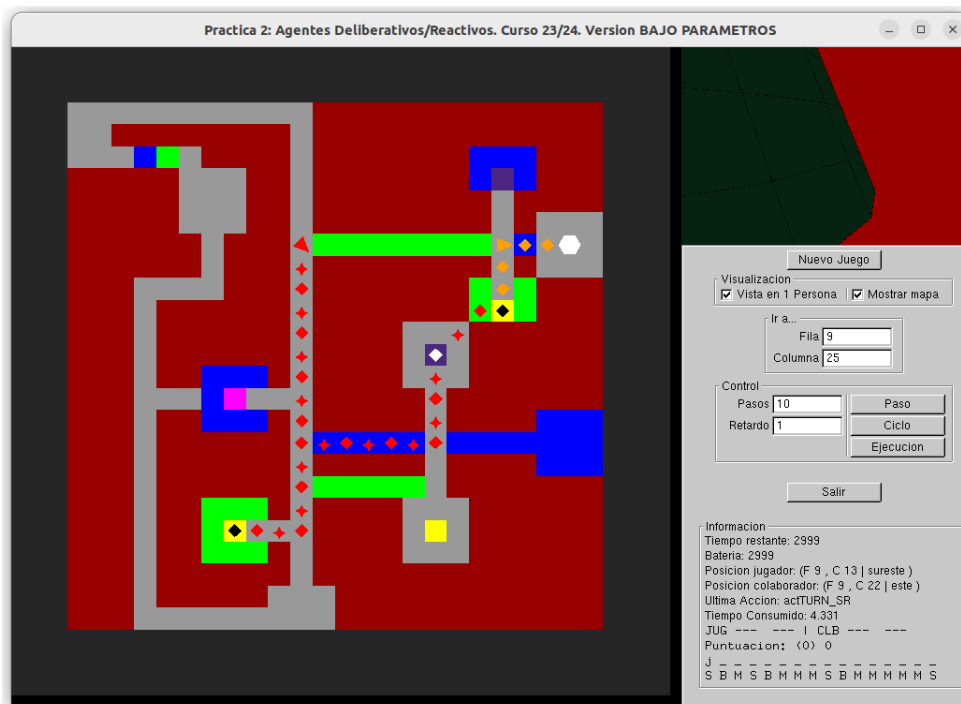 Practica 2: Agentes Deliberativos/Reactivos. Curso 23/24. Version BAJO PARAMETROS
Nuevo Juego
Visualizacion
Vista en 1 Persona
Mostrar mapa
Ir a...
Fila 9
Columna 25
Control
Pasos 10 Paso
Retardo 1 Ciclo
Ejecucion
Salir
Informacion
Tiempo restante: 2999
Bateria: 2999
Posicion jugador: (F 9 , C 13 | sureste )
Posicion colaborador: (F 9 , C 22 | este )
Ultima Accion: actTURN_SR
Tiempo Consumido: 4.331
JUG --- --- | CLB --- ---
Puntuacion: (0) 0
j _ _ _ _ _ _ _ _ _ _ _ _ _ _ _
S B M S B M M M S B M M M M M S